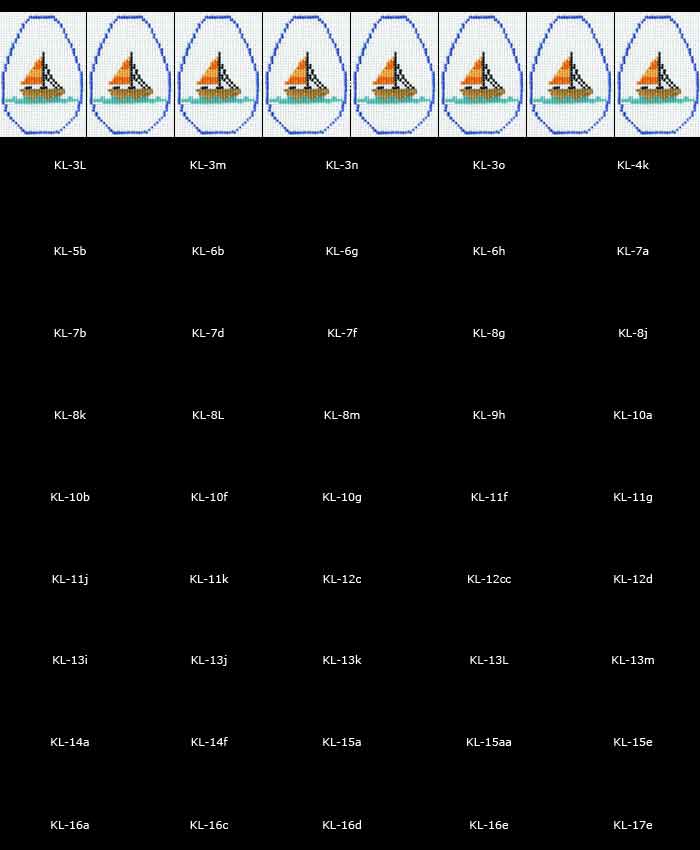 KL-3L KL-3m KL-3n KL-3o KL-4k
KL-5b KL-6b KL-6g KL-6h KL-7a
KL-7b KL-7d KL-7f KL-8g KL-8j
KL-8k KL-8L KL-8m KL-9h KL-10a
KL-10b KL-10f KL-10g KL-11f KL-11g
KL-11j KL-11k KL-12c KL-12cc KL-12d
KL-13i KL-13j KL-13k KL-13L KL-13m
KL-14a KL-14f KL-15a KL-15aa KL-15e
KL-16a KL-16c KL-16d KL-16e KL-17e